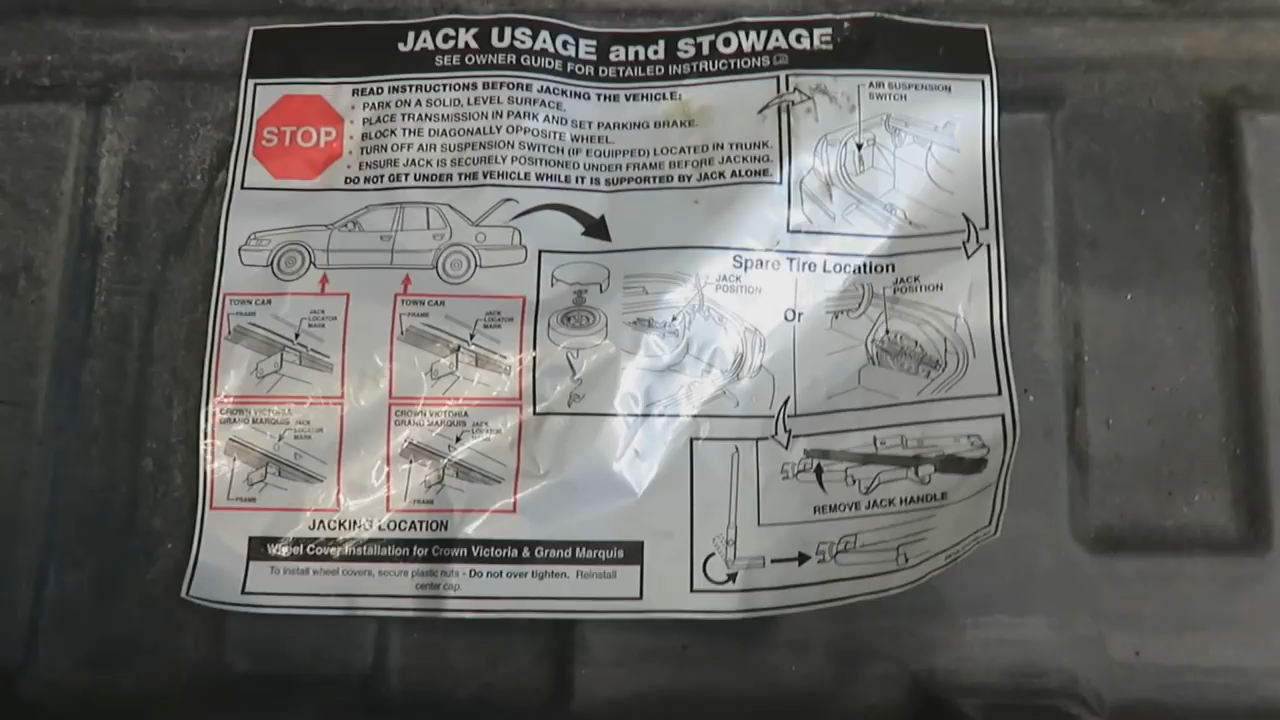 JACK USAGE and STOWAGE
SEE OWNER GUIDE FOR DETAILED INSTRUCTIONS
STOP
READ INSTRUCTIONS BEFORE JACKING THE VEHICLE:
• PARK ON A SOLID, LEVEL SURFACE.
• PLACE TRANSMISSION IN PARK AND SET PARKING BRAKE.
• BLOCK THE DIAGONALLY OPPOSITE WHEEL.
• TURN OFF AIR SUSPENSION SWITCH (IF EQUIPPED) LOCATED IN TRUNK.
• ENSURE JACK IS SECURELY POSITIONED UNDER FRAME BEFORE JACKING.
DO NOT GET UNDER THE VEHICLE WHILE IT IS SUPPORTED BY JACK ALONE.
AIR SUSPENSION
SWITCH
TOWN CAR
FRAME
JACK
LOCATOR
MARK
TOWN CAR
FRAME
JACK
LOCATOR
MARK
CROWN VICTORIA
GRAND MARQUIS
JACK
LOCATOR
MARK
FRAME
CROWN VICTORIA
GRAND MARQUIS
JACK
LOCATOR
MARK
FRAME
JACKING LOCATION
Spare Tire Location
JACK
POSITION
Or
JACK
POSITION
REMOVE JACK HANDLE
Wheel Cover Installation for Crown Victoria & Grand Marquis
To install wheel covers, secure plastic nuts - Do not over tighten. Reinstall
center cap.